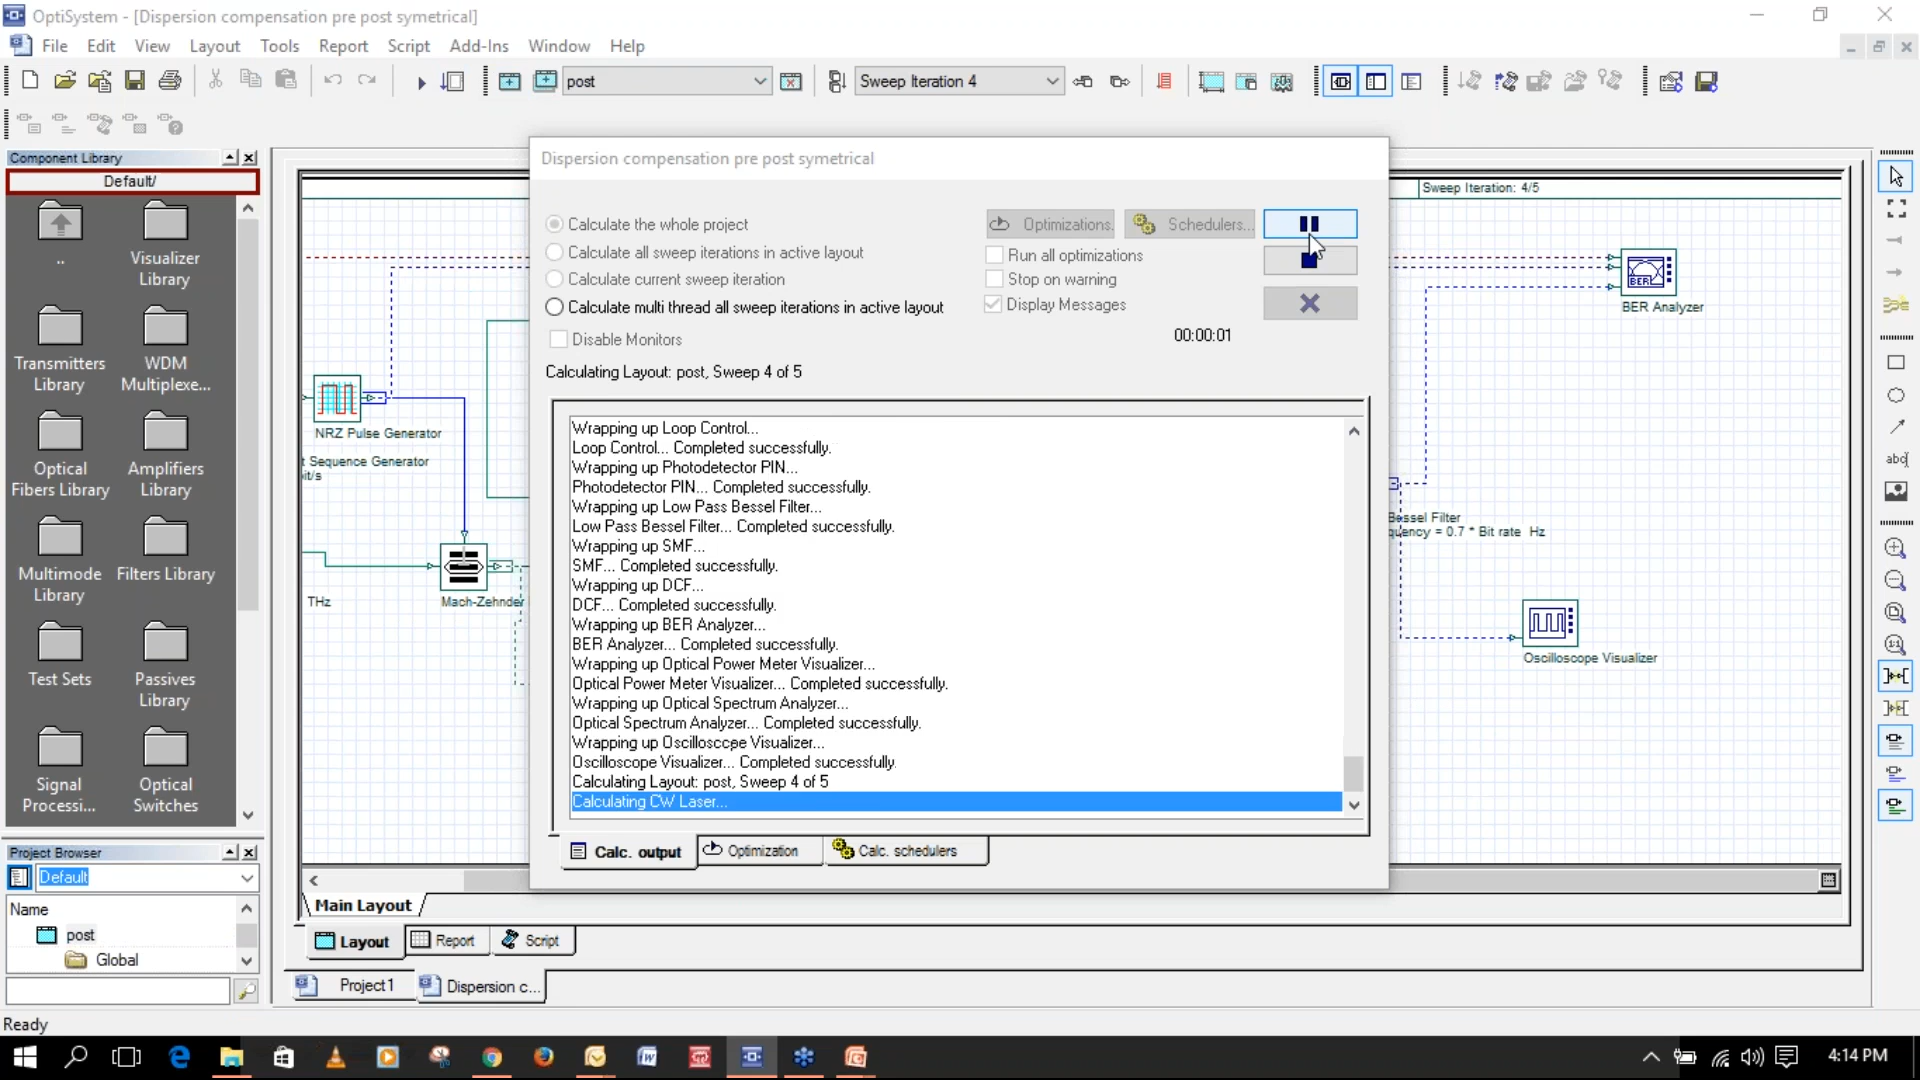 OptiSystem - [Dispersion compensation pre post symetrical]
File Edit View Layout Tools Report Script Add-Ins Window Help
post
Sweep Iteration 4
Component Library
Default/
..
Visualizer Library
Transmitters Library
WDM Multiplexe...
Optical Fibers Library
Amplifiers Library
Multimode Library
Filters Library
Test Sets
Passives Library
Signal Processi...
Optical Switches
Project Browser
Default
Name
post
Global
NRZ Pulse Generator
t Sequence Generator
it/s
THz
Mach-Zehnder
Dispersion compensation pre post symetrical
Calculate the whole project
Calculate all sweep iterations in active layout
Calculate current sweep iteration
Calculate multi thread all sweep iterations in active layout
Disable Monitors
Optimizations.
Schedulers...
Run all optimizations
Stop on warning
Display Messages
00:00:01
Calculating Layout: post, Sweep 4 of 5
Wrapping up Loop Control...
Loop Control... Completed successfully.
Wrapping up Photodetector PIN...
Photodetector PIN... Completed successfully.
Wrapping up Low Pass Bessel Filter...
Low Pass Bessel Filter... Completed successfully.
Wrapping up SMF...
SMF... Completed successfully.
Wrapping up DCF...
DCF... Completed successfully.
Wrapping up BER Analyzer...
BER Analyzer... Completed successfully.
Wrapping up Optical Power Meter Visualizer...
Optical Power Meter Visualizer... Completed successfully.
Wrapping up Optical Spectrum Analyzer...
Optical Spectrum Analyzer... Completed successfully.
Wrapping up Oscilloscope Visualizer...
Oscilloscope Visualizer... Completed successfully.
Calculating Layout: post, Sweep 4 of 5
Calculating CW Laser...
Calc. output
Optimization
Calc. schedulers
Sweep Iteration: 4/5
BER
BER Analyzer
Bessel Filter
quency = 0.7 * Bit rate Hz
Oscilloscope Visualizer
abc
1:1
Main Layout
Layout
Report
Script
Project1
Dispersion c...
Ready
4:14 PM